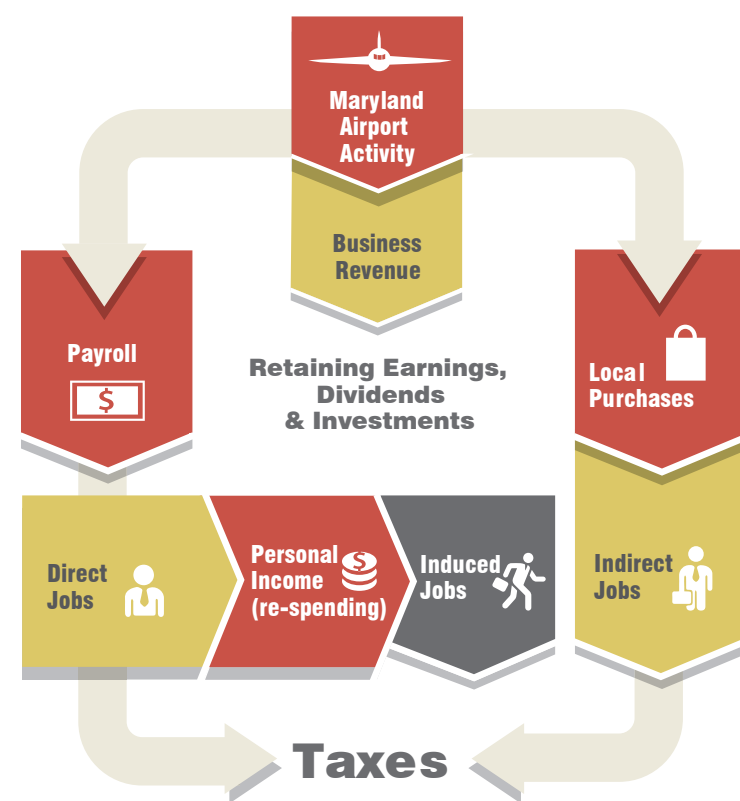 Maryland
Airport
Activity
Business
Revenue
Payroll
$
Retaining Earnings,
Dividends
& Investments
Local
Purchases
Direct
Jobs
Personal
Income
(re-spending)
$
Induced
Jobs
Indirect
Jobs
Taxes